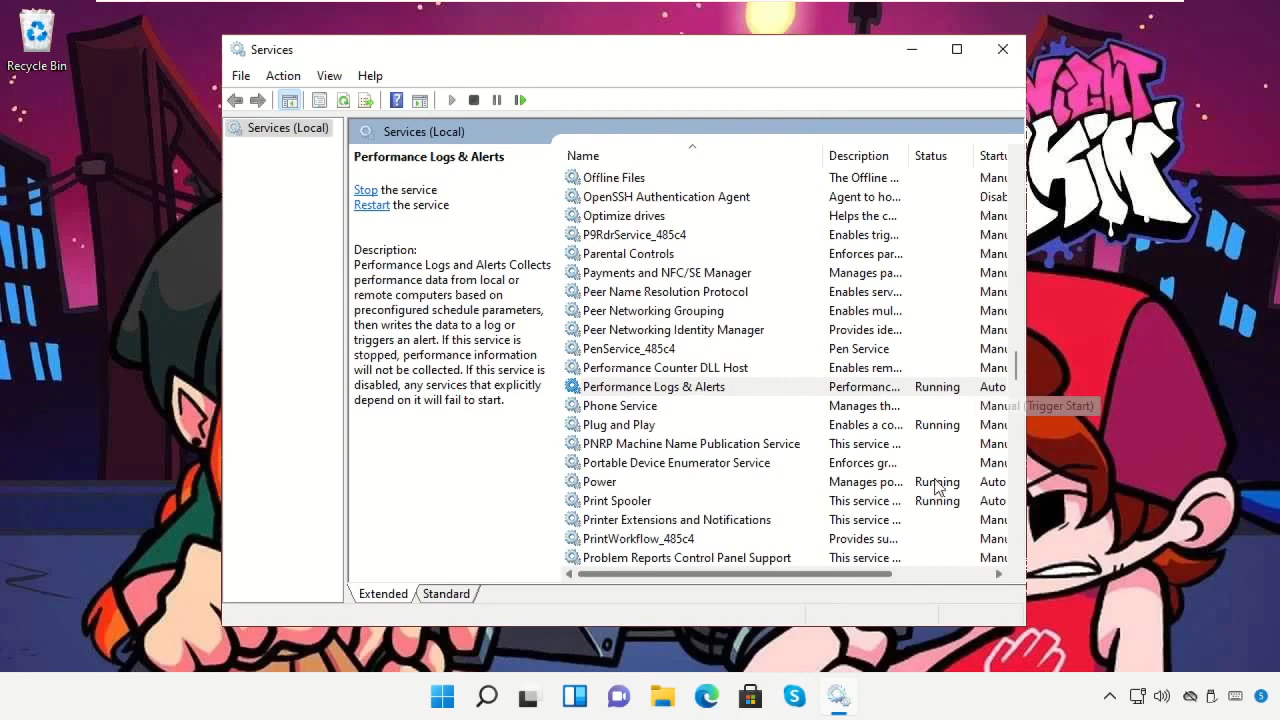 Recycle Bin
NIGHT
Services
File Action View Help
Services (Local)
Services (Local)
Performance Logs & Alerts
Stop the service
Restart the service
Description:
Performance Logs and Alerts Collects
performance data from local or
remote computers based on
preconfigured schedule parameters,
then writes the data to a log or
triggers an alert. If this service is
stopped, performance information
will not be collected. If this service is
disabled, any services that explicitly
depend on it will fail to start.
Name Description Status Startu
Offline Files The Offline ... Manu
OpenSSH Authentication Agent Agent to ho... Disab
Optimize drives Helps the c... Manu
P9RdrService_485c4 Enables trig... Manu
Parental Controls Enforces par... Manu
Payments and NFC/SE Manager Manages pa... Manu
Peer Name Resolution Protocol Enables serv... Manu
Peer Networking Grouping Enables mul... Manu
Peer Networking Identity Manager Provides ide... Manu
PenService_485c4 Pen Service Manu
Performance Counter DLL Host Enables rem... Manu
Performance Logs & Alerts Performanc... Running Auto
Phone Service Manages th... Manual (Trigger Start)
Plug and Play Enables a co... Running Manu
PNRP Machine Name Publication Service This service ... Manu
Portable Device Enumerator Service Enforces gr... Manu
Power Manages po... Running Auto
Print Spooler This service ... Running Auto
Printer Extensions and Notifications This service ... Manu
PrintWorkflow_485c4 Provides su... Manu
Problem Reports Control Panel Support This service ... Manu
Extended Standard
5